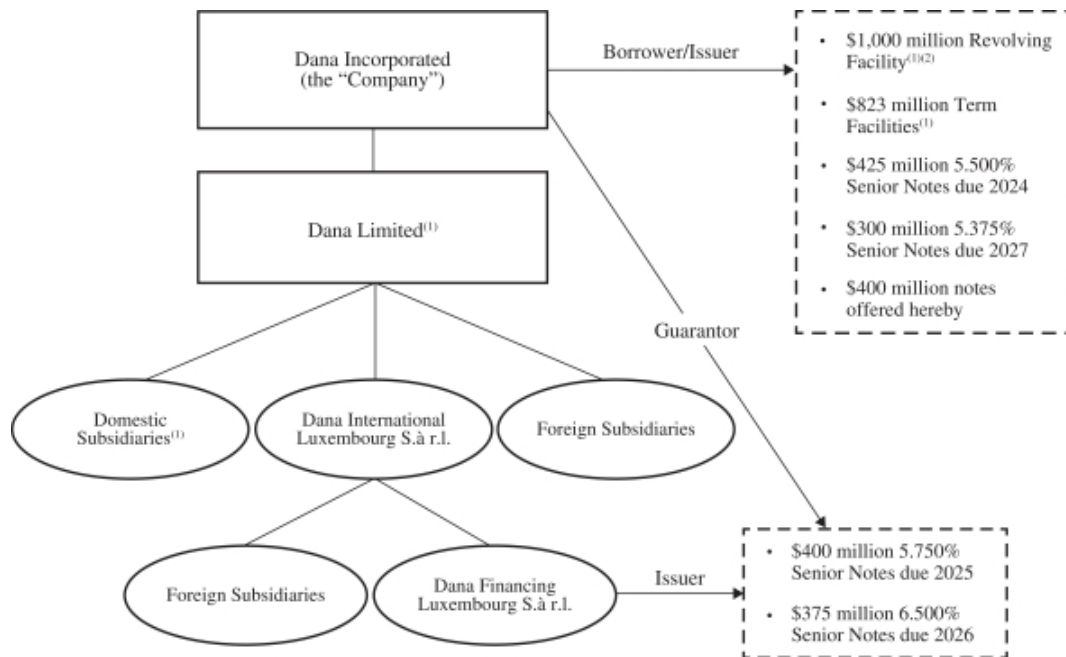 Dana Incorporated
(the “Company”)
Borrower/Issuer
• $1,000 million Revolving
Facility(1)(2)
• $823 million Term
Facilities(1)
• $425 million 5.500%
Senior Notes due 2024
• $300 million 5.375%
Senior Notes due 2027
• $400 million notes
offered hereby
Dana Limited(1)
Guarantor
Domestic
Subsidiaries(1)
Dana International
Luxembourg S.à r.l.
Foreign Subsidiaries
Foreign Subsidiaries
Dana Financing
Luxembourg S.à r.l.
Issuer
• $400 million 5.750%
Senior Notes due 2025
• $375 million 6.500%
Senior Notes due 2026